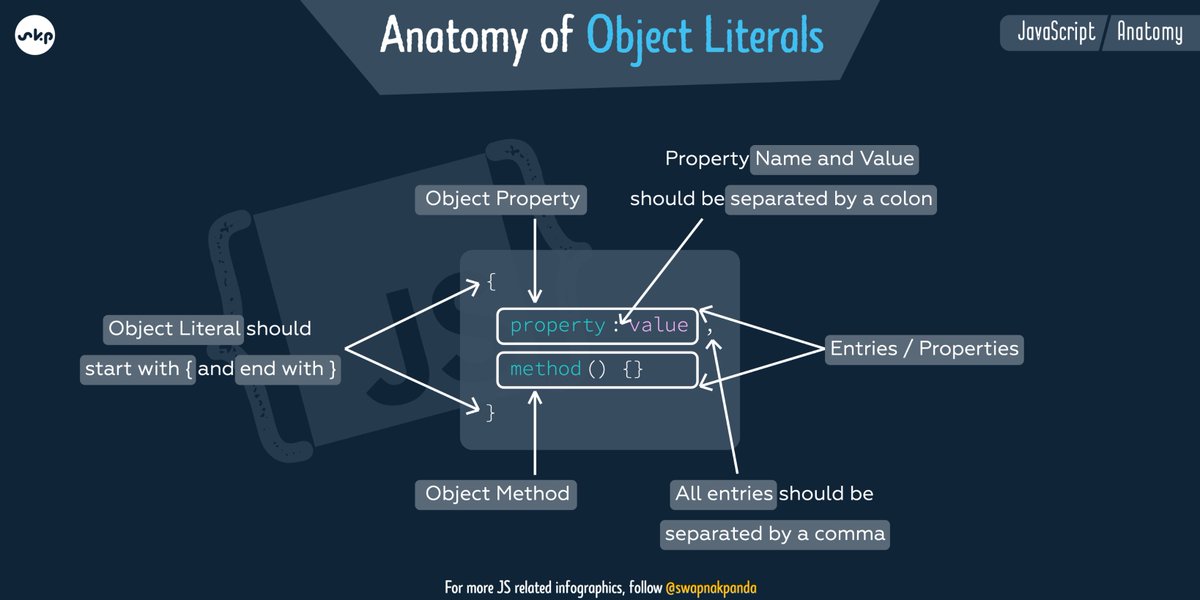 skp
Anatomy of Object Literals
JavaScript / Anatomy
Property Name and Value
should be separated by a colon
Object Property
{
property : value ,
method () {}
}
Object Literal should
start with { and end with }
Entries / Properties
Object Method
All entries should be
separated by a comma
JS
For more JS related infographics, follow @swapnakpanda